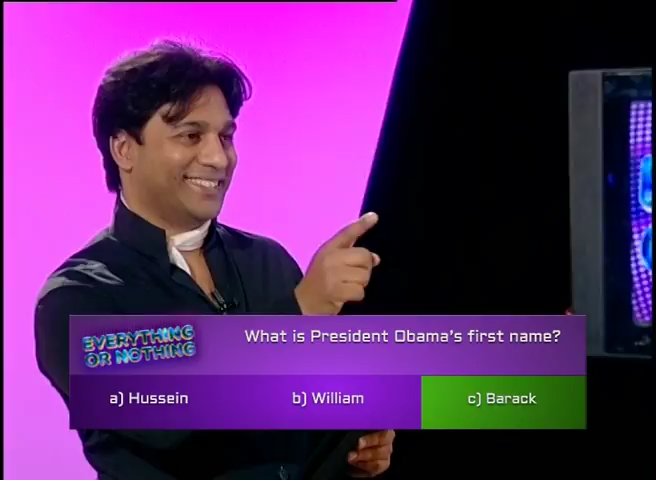 EVERYTHING
OR NOTHING
What is President Obama's first name?
a) Hussein
b) William
c) Barack